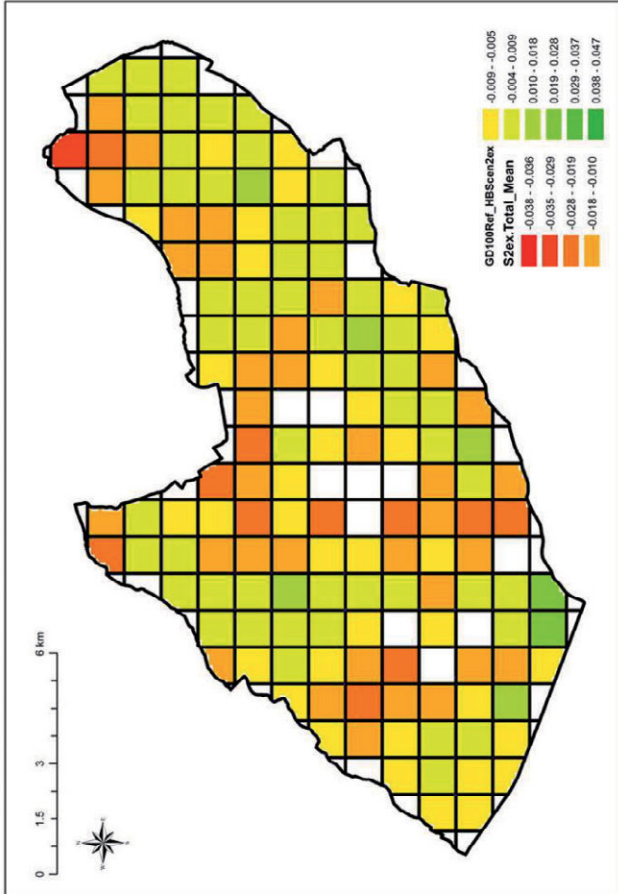 0 1.5 3 6 km
N
W E
S
GD100Ref_HBScen2ex
S2ex.Total_Mean
-0.038 - -0.036
-0.035 - -0.029
-0.028 - -0.019
-0.018 - -0.010
-0.009 - -0.005
-0.004 - 0.009
0.010 - 0.018
0.019 - 0.028
0.029 - 0.037
0.038 - 0.047